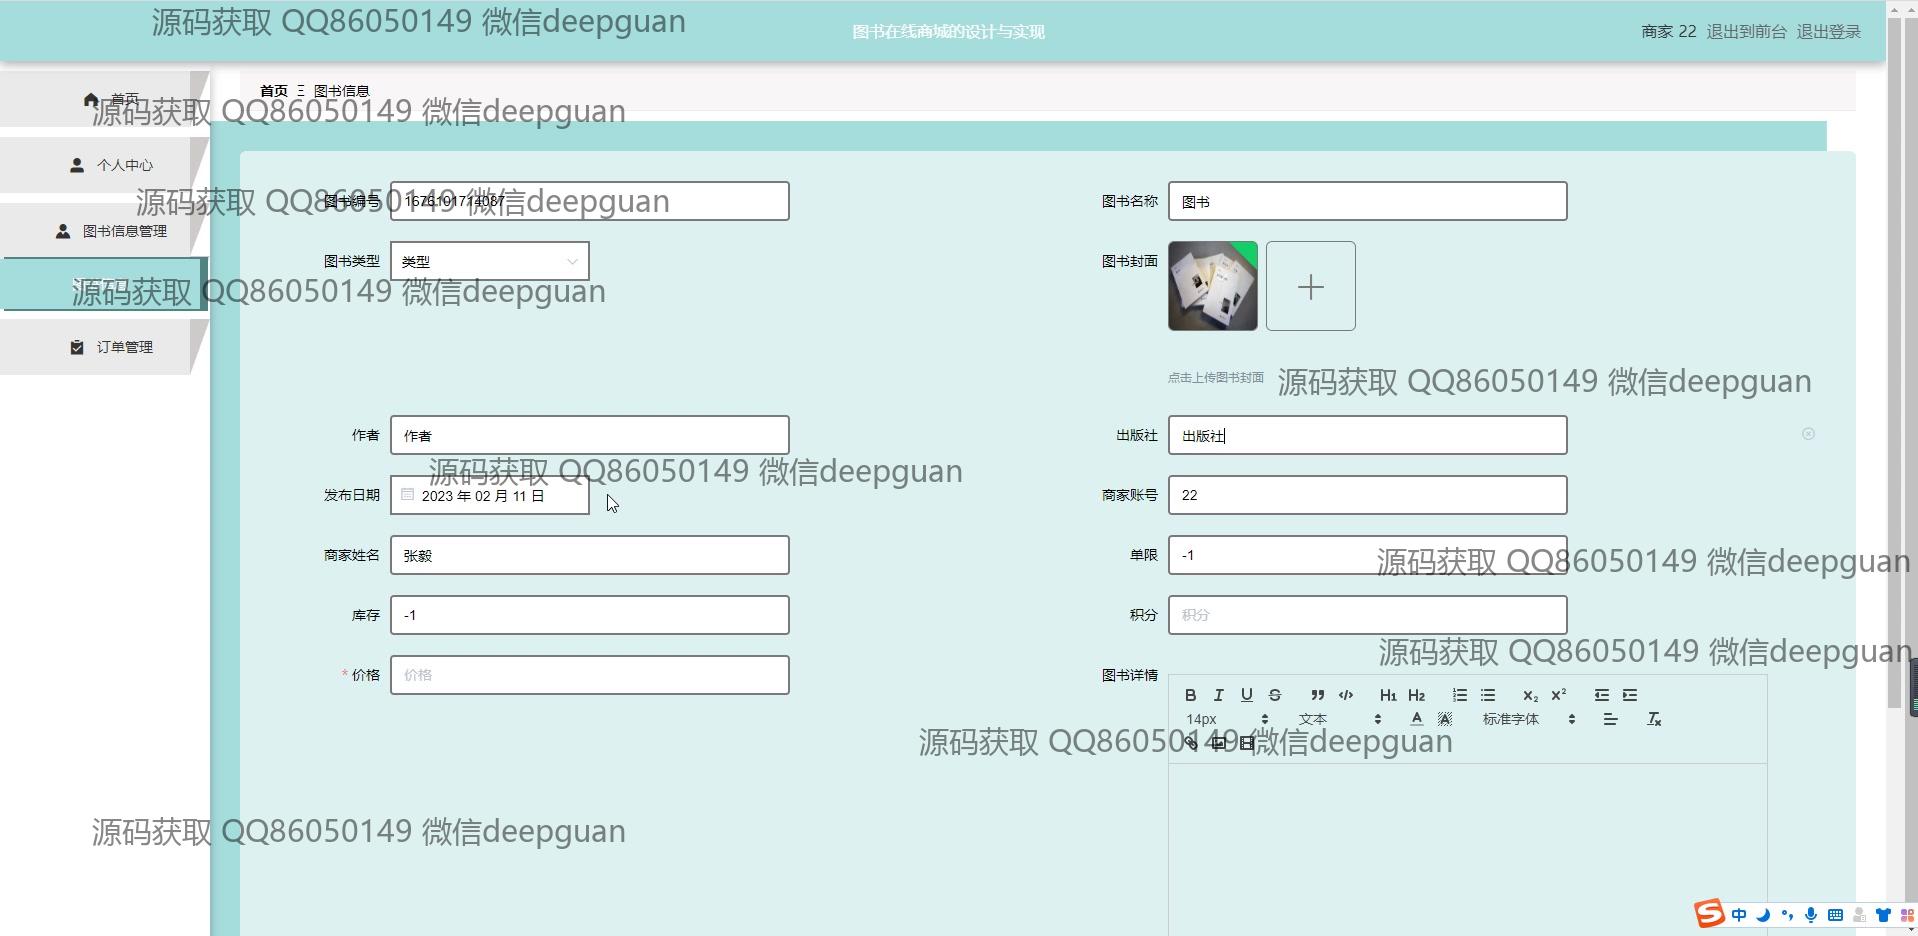 源码获取 QQ86050149 微信deepguan
图书在线商城的设计与实现
商家 22 退出到前台 退出登录
首页
首页 图书信息
源码获取 QQ86050149 微信deepguan
个人中心
源码获取 QQ86050149 微信deepguan
图书编号 1676101714087
图书名称 图书
图书信息管理
图书类型 类型
图书封面
源码获取 QQ86050149 微信deepguan
订单管理
点击上传图书封面
源码获取 QQ86050149 微信deepguan
作者 作者
出版社 出版社
源码获取 QQ86050149 微信deepguan
发布日期 2023 年 02 月 11 日
商家账号 22
商家姓名 张毅
单限 -1
源码获取 QQ86050149 微信deepguan
库存 -1
积分 积分
源码获取 QQ86050149 微信deepguan
* 价格 价格
图书详情
B I U S H1 H2 X2 X2
14px 文本 A A 标准字体 Tx
源码获取 QQ86050149 微信deepguan
源码获取 QQ86050149 微信deepguan
S 中